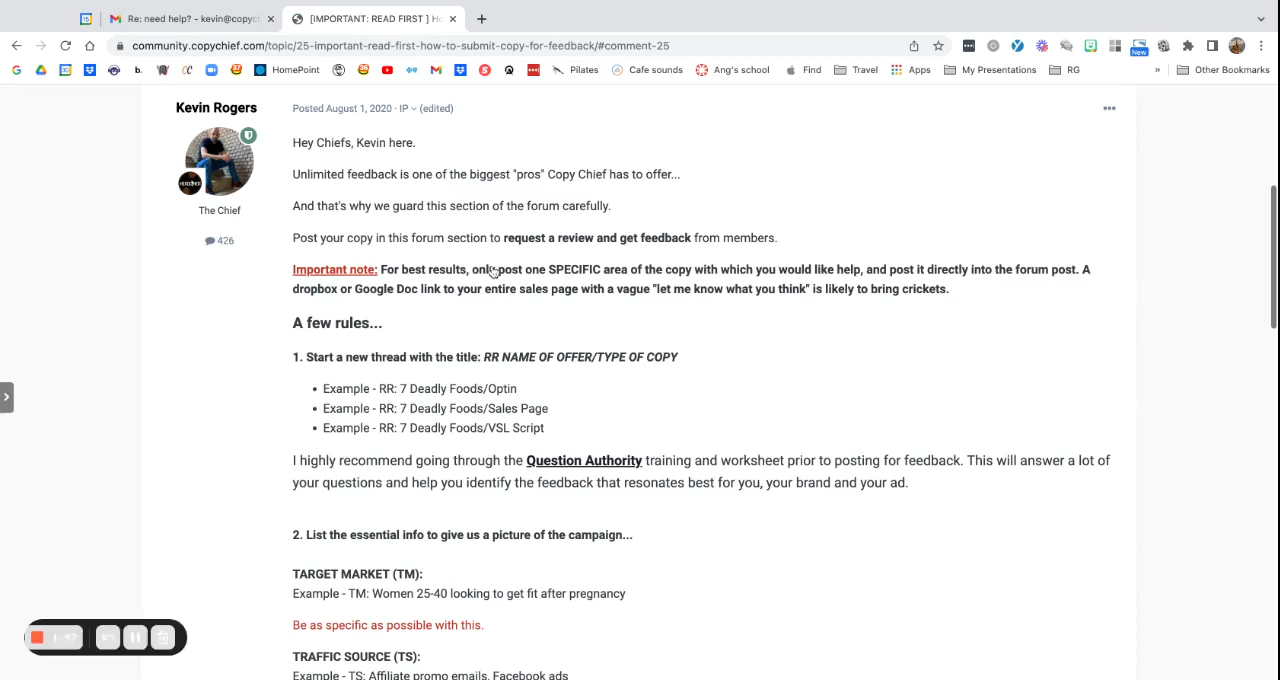 15
Re: need help? - kevin@copych
[IMPORTANT: READ FIRST ] Ho
community.copychief.com/topic/25-important-read-first-how-to-submit-copy-for-feedback/#comment-25
New
b.
HomePoint
Pilates
Cafe sounds
Ang's school
Find
Travel
Apps
My Presentations
RG
»
Other Bookmarks
Kevin Rogers
Posted August 1, 2020 · IP (edited)
Hey Chiefs, Kevin here.
Unlimited feedback is one of the biggest "pros" Copy Chief has to offer...
The Chief
And that's why we guard this section of the forum carefully.
426
Post your copy in this forum section to request a review and get feedback from members.
Important note: For best results, only post one SPECIFIC area of the copy with which you would like help, and post it directly into the forum post. A
dropbox or Google Doc link to your entire sales page with a vague "let me know what you think" is likely to bring crickets.
A few rules...
1. Start a new thread with the title: RR NAME OF OFFER/TYPE OF COPY
• Example - RR: 7 Deadly Foods/Optin
• Example - RR: 7 Deadly Foods/Sales Page
• Example - RR: 7 Deadly Foods/VSL Script
I highly recommend going through the Question Authority training and worksheet prior to posting for feedback. This will answer a lot of
your questions and help you identify the feedback that resonates best for you, your brand and your ad.
2. List the essential info to give us a picture of the campaign...
TARGET MARKET (TM):
Example - TM: Women 25-40 looking to get fit after pregnancy
Be as specific as possible with this.
TRAFFIC SOURCE (TS):
Example - TS: Affiliate promo emails, Facebook ads